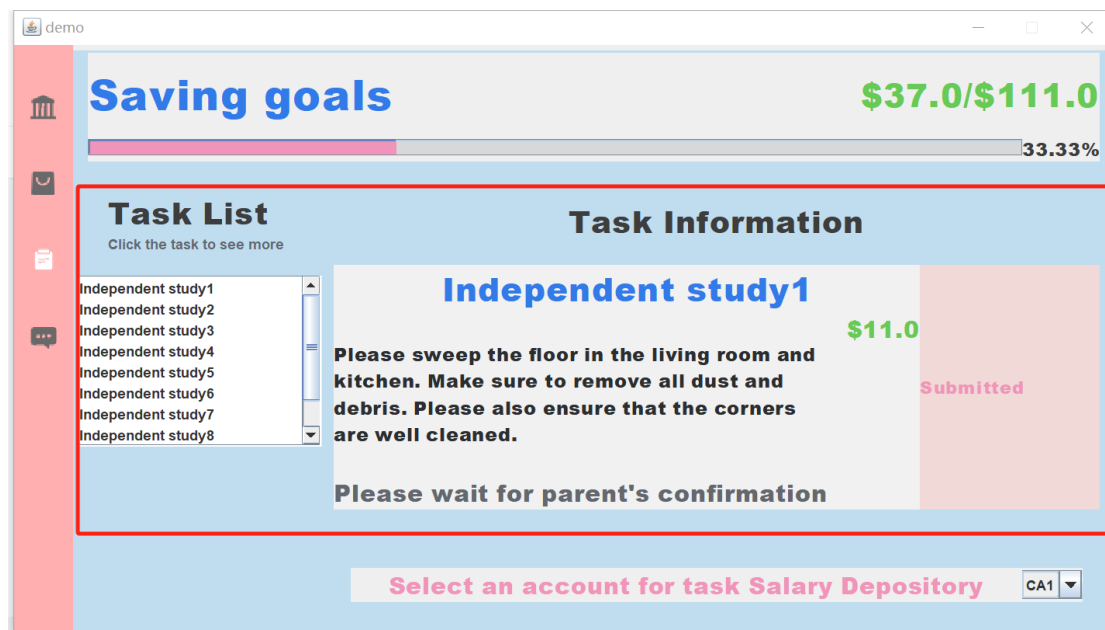 demo
Saving goals
$37.0/$111.0
33.33%
Task List
Click the task to see more
Independent study1
Independent study2
Independent study3
Independent study4
Independent study5
Independent study6
Independent study7
Independent study8
Task Information
Independent study1
$11.0
Please sweep the floor in the living room and
kitchen. Make sure to remove all dust and
debris. Please also ensure that the corners
are well cleaned.
Please wait for parent's confirmation
Submitted
Select an account for task Salary Depository
CA1